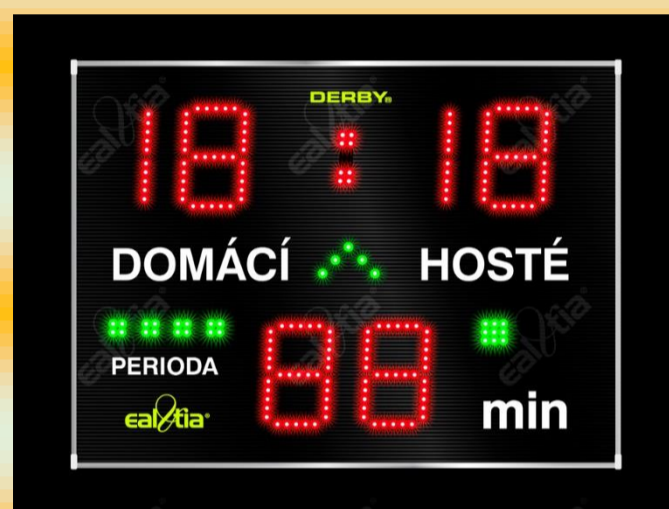 DERBY®
18 : 18
DOMÁCÍ HOSTÉ
PERIODA
88
min
ealtia®